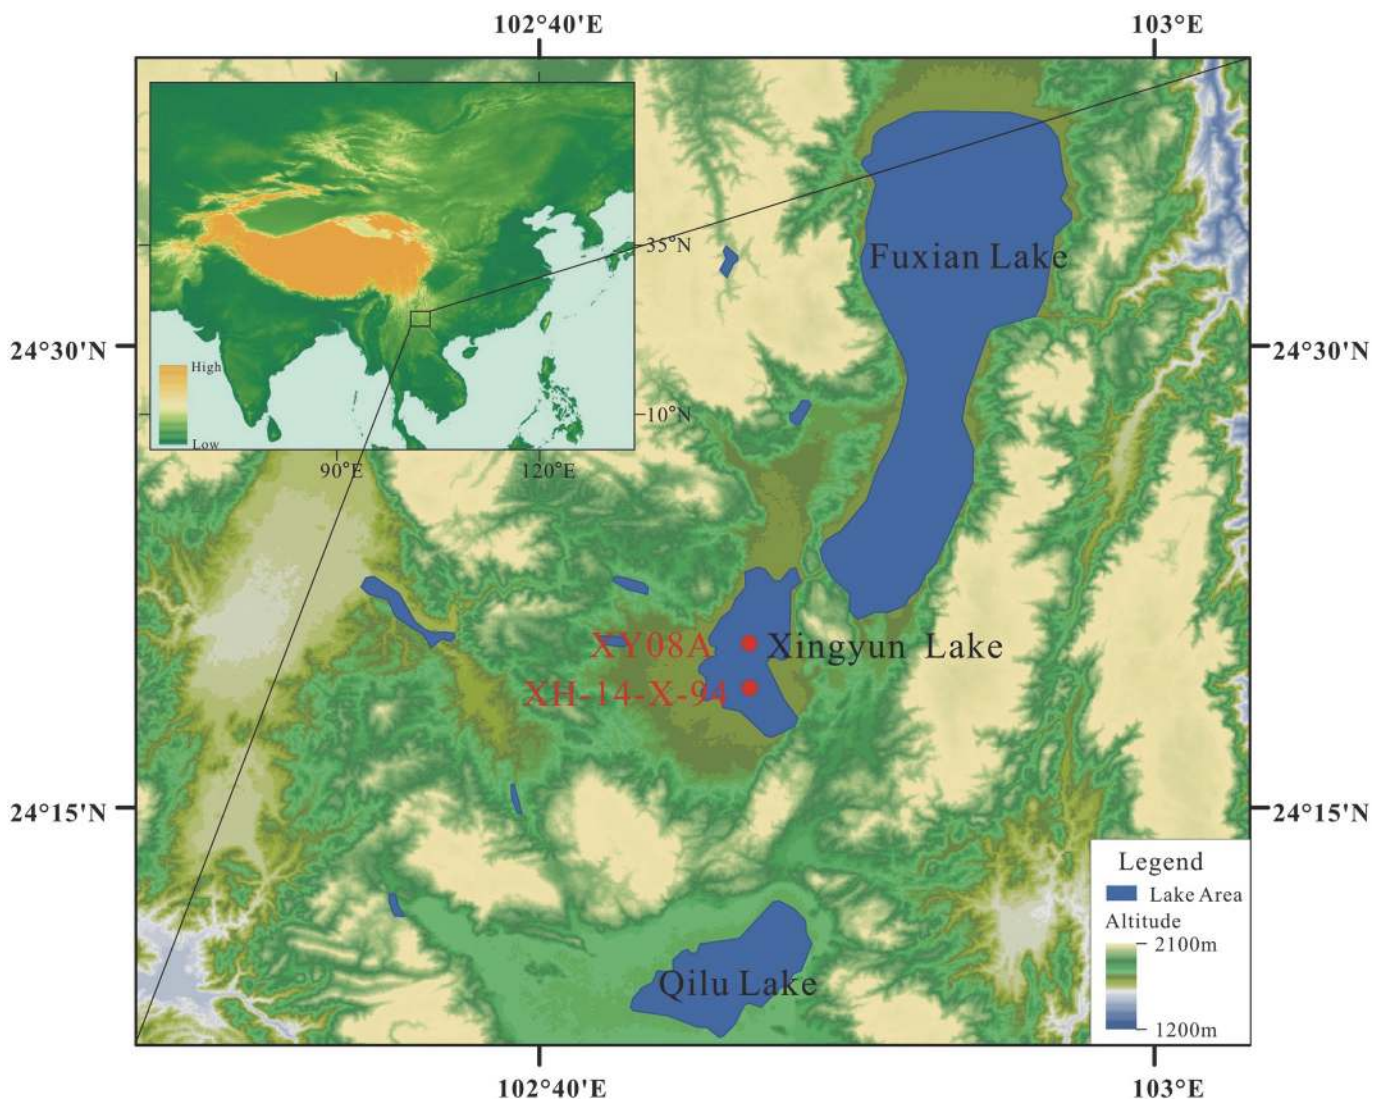 102°40'E
103°E
35°N
Fuxian Lake
24°30'N
24°30'N
High
10°N
Low
90°E
120°E
XY08A
Xingyun Lake
XH-14-X-94
24°15'N
24°15'N
Legend
Lake Area
Altitude
2100m
Qilu Lake
1200m
102°40'E
103°E